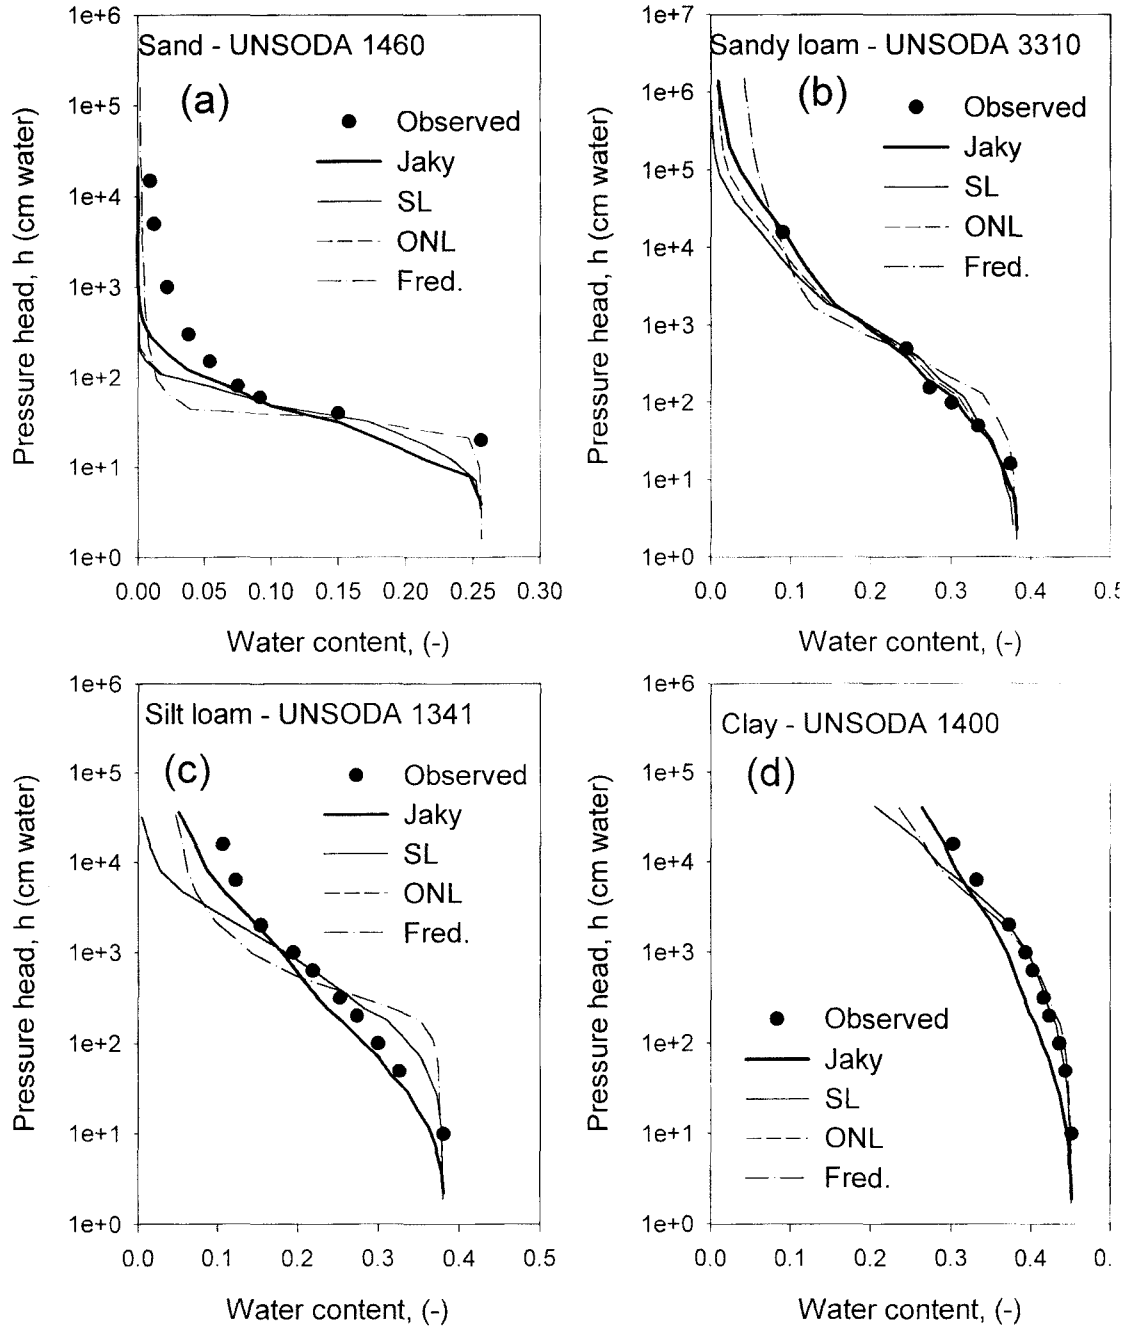 1e+6
Sand - UNSODA 1460
(a)
1e+5
1e+4
1e+3
1e+2
1e+1
1e+0
Observed
Jaky
SL
ONL
Fred.
Pressure head, h (cm water)
0.00 0.05 0.10 0.15 0.20 0.25 0.30
Water content, (-)
1e+7
Sandy loam - UNSODA 3310
(b)
1e+6
1e+5
1e+4
1e+3
1e+2
1e+1
1e+0
Observed
Jaky
SL
ONL
Fred.
Pressure head, h (cm water)
0.0 0.1 0.2 0.3 0.4
Water content, (-)
1e+6
Silt loam - UNSODA 1341
(c)
1e+5
1e+4
1e+3
1e+2
1e+1
1e+0
Observed
Jaky
SL
ONL
Fred.
Pressure head, h (cm water)
0.0 0.1 0.2 0.3 0.4 0.5
Water content, (-)
1e+6
Clay - UNSODA 1400
(d)
1e+5
1e+4
1e+3
1e+2
1e+1
1e+0
Observed
Jaky
SL
ONL
Fred.
Pressure head, h (cm water)
0.0 0.1 0.2 0.3 0.4 0.
Water content, (-)